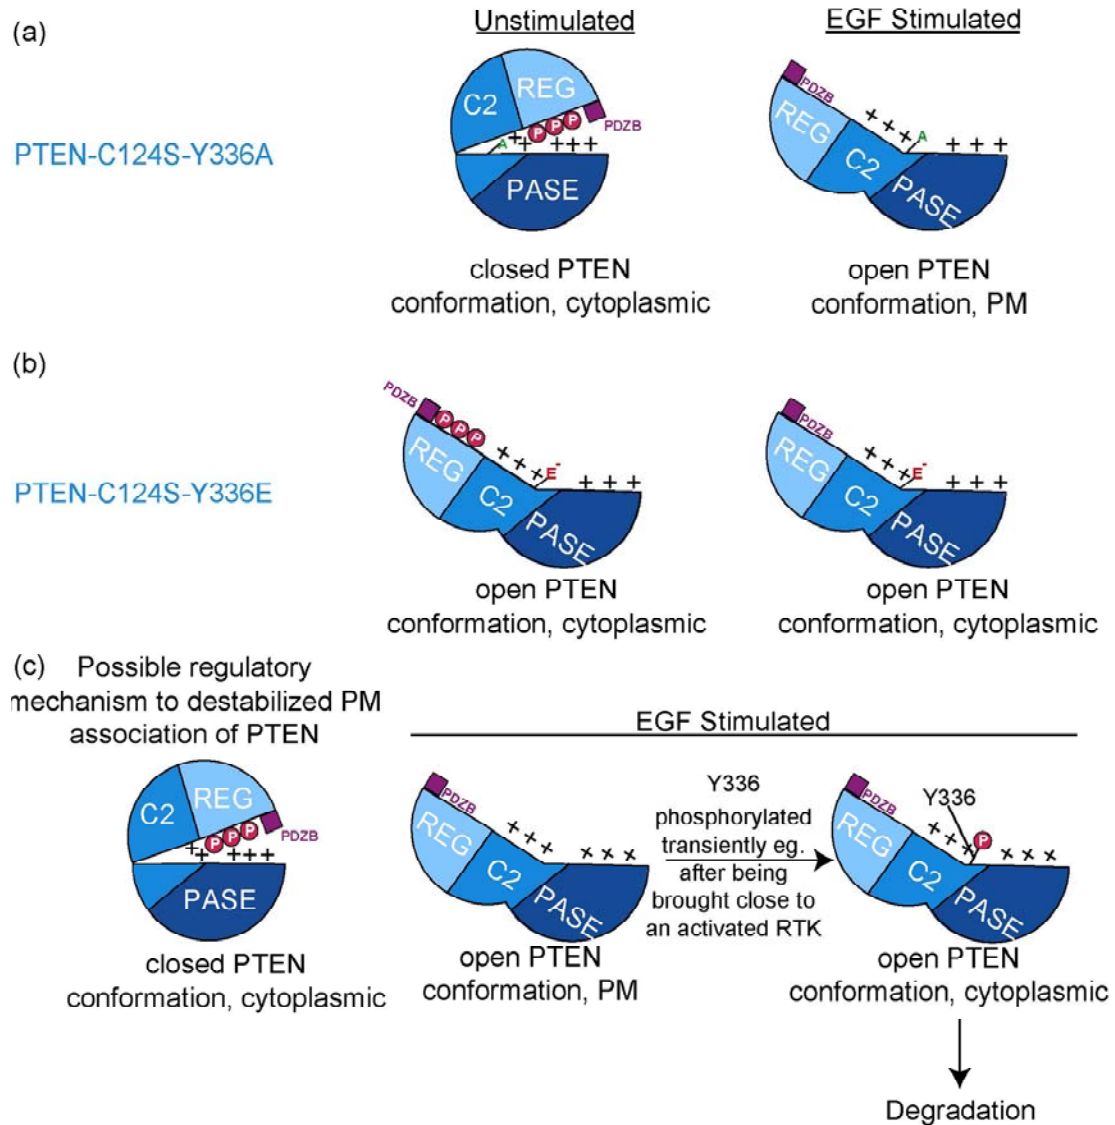 (a)
Unstimulated
EGF Stimulated
PTEN-C124S-Y336A
C2
REG
PDZB
P P P
A
+ + + + +
PASE
closed PTEN
conformation, cytoplasmic
PDZB
REG
C2
PASE
+ + +
A
+ + +
open PTEN
conformation, PM
(b)
PTEN-C124S-Y336E
PDZB
P P P
REG
C2
PASE
+ + +
E-
+ + +
open PTEN
conformation, cytoplasmic
PDZB
REG
C2
PASE
+ + +
E-
+ + +
open PTEN
conformation, cytoplasmic
(c)
Possible regulatory
mechanism to destabilized PM
association of PTEN
C2
REG
PDZB
P P P
+ + + + +
PASE
closed PTEN
conformation, cytoplasmic
EGF Stimulated
PDZB
REG
C2
PASE
+ + +
+ + +
open PTEN
conformation, PM
Y336
phosphorylated
transiently eg.
after being
brought close to
an activated RTK
PDZB
REG
C2
PASE
Y336
P
+ + +
+ + +
open PTEN
conformation, cytoplasmic
Degradation